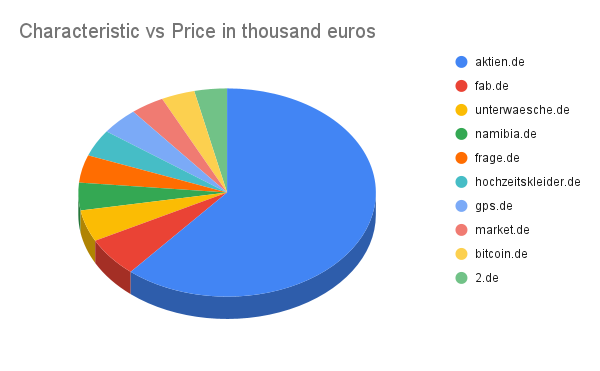 Characteristic vs Price in thousand euros
aktien.de
fab.de
unterwaesche.de
namibia.de
frage.de
hochzeitskleider.de
gps.de
market.de
bitcoin.de
2.de